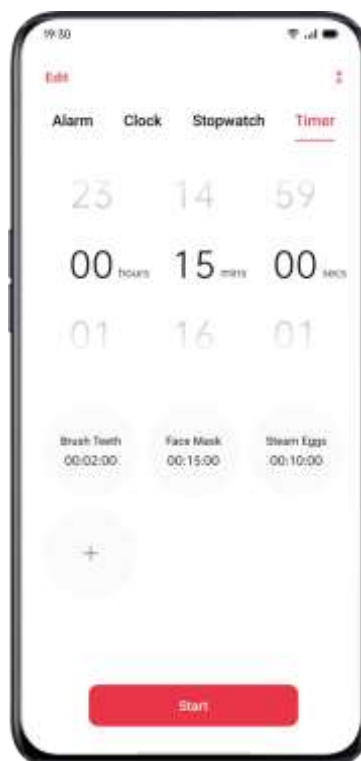 19:30
Edit
Alarm Clock Stopwatch Timer
23 14 59
00 hours 15 mins 00 secs
01 16 01
Brush Teeth Face Mask Steam Eggs
00:02:00 00:15:00 00:10:00
+
Start